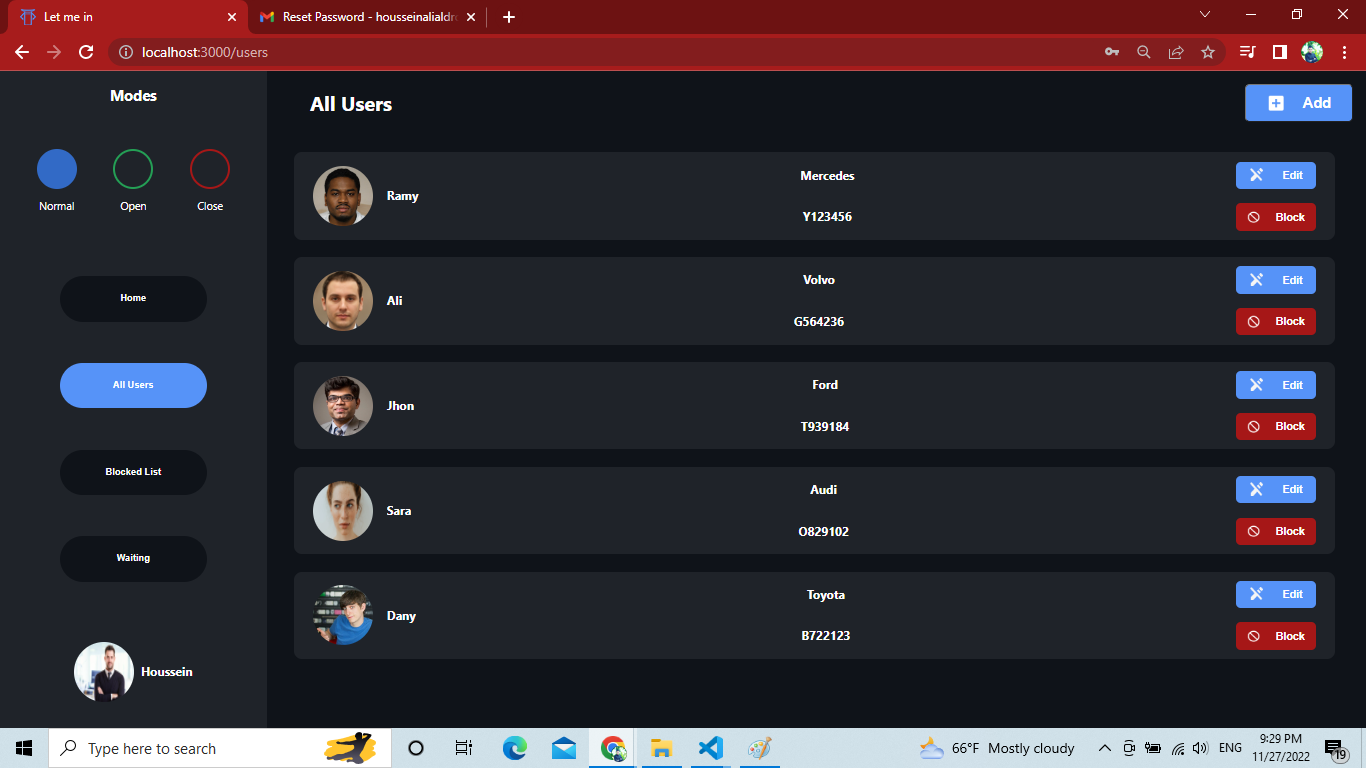 Let me in
Reset Password - housseinalialdr
localhost:3000/users
Modes
Normal Open Close
Home
All Users
Blocked List
Waiting
Houssein
All Users
Add
Ramy
Mercedes
Y123456
Edit
Block
Ali
Volvo
G564236
Edit
Block
Jhon
Ford
T939184
Edit
Block
Sara
Audi
O829102
Edit
Block
Dany
Toyota
B722123
Edit
Block
Type here to search
66°F Mostly cloudy
ENG
9:29 PM
11/27/2022
19